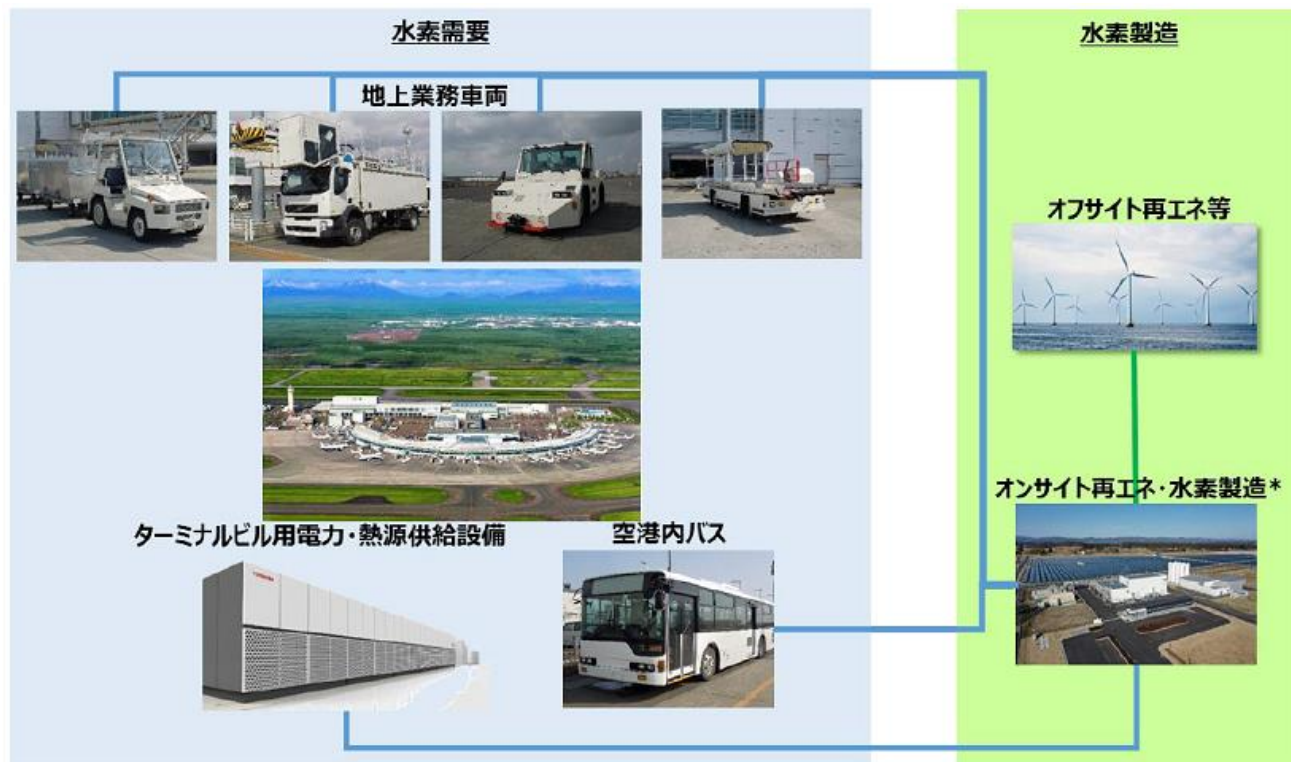 水素需要
水素製造
地上業務車両
オフサイト再エネ等
オンサイト再エネ・水素製造*
ターミナルビル用電力・熱源供給設備
空港内バス
TOSHIBA